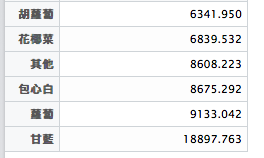 胡蘿蔔 6341.950
花椰菜 6839.532
其他 8608.223
包心白 8675.292
蘿蔔 9133.042
甘藍 18897.763